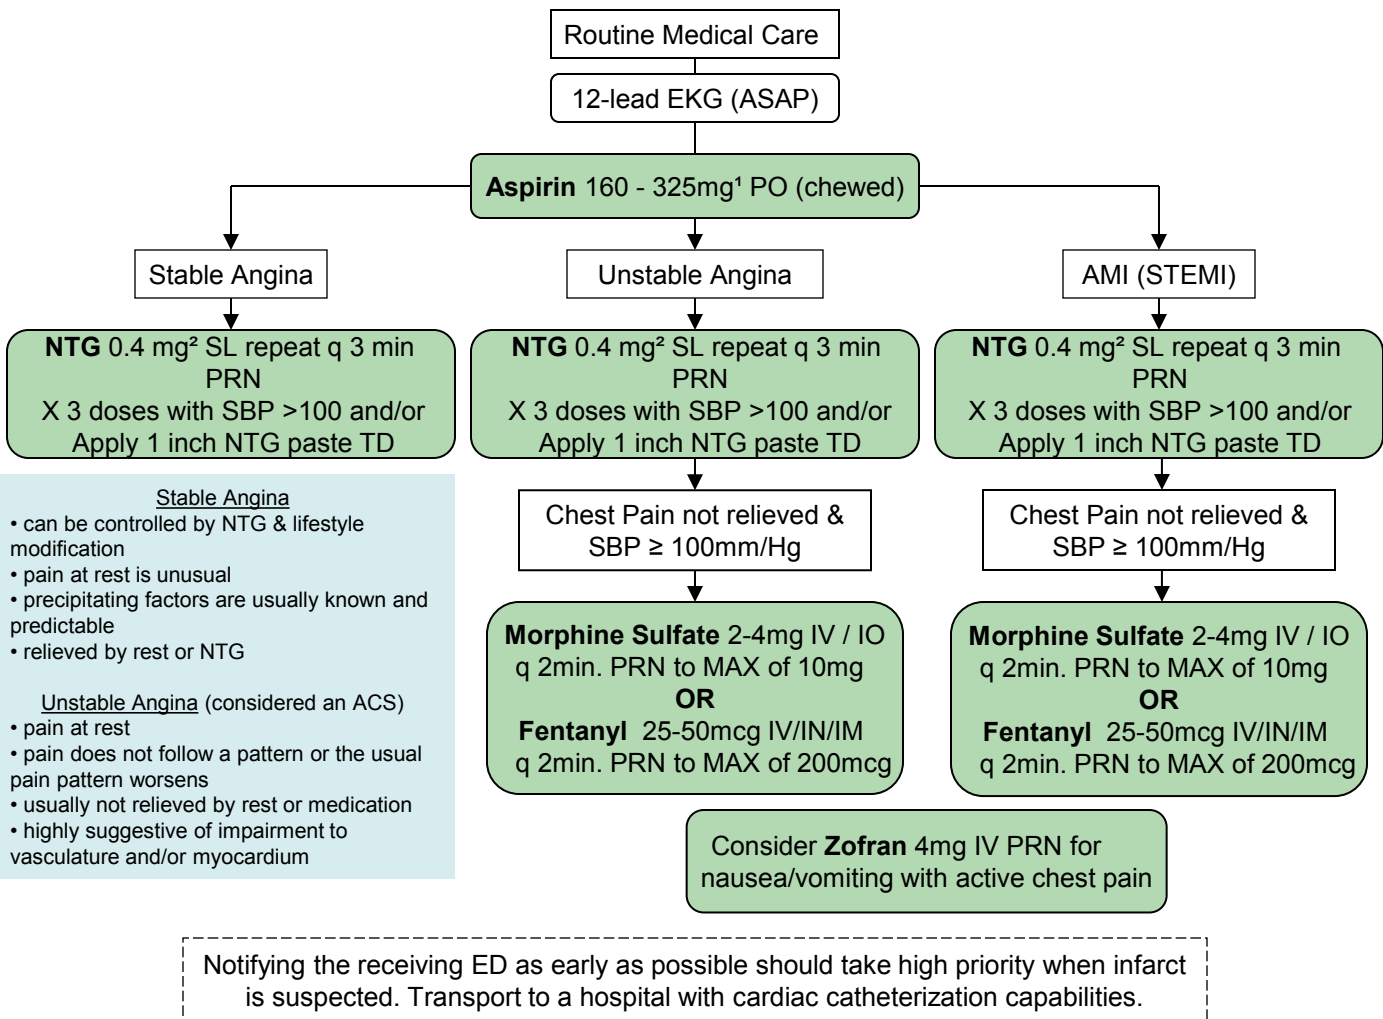 Routine Medical Care
12-lead EKG (ASAP)
Aspirin 160 - 325mg¹ PO (chewed)
Stable Angina
Unstable Angina
AMI (STEMI)
NTG 0.4 mg² SL repeat q 3 min
PRN
X 3 doses with SBP >100 and/or
Apply 1 inch NTG paste TD
NTG 0.4 mg² SL repeat q 3 min
PRN
X 3 doses with SBP >100 and/or
Apply 1 inch NTG paste TD
NTG 0.4 mg² SL repeat q 3 min
PRN
X 3 doses with SBP >100 and/or
Apply 1 inch NTG paste TD
Stable Angina
• can be controlled by NTG & lifestyle
modification
• pain at rest is unusual
• precipitating factors are usually known and
predictable
• relieved by rest or NTG
Unstable Angina (considered an ACS)
• pain at rest
• pain does not follow a pattern or the usual
pain pattern worsens
• usually not relieved by rest or medication
• highly suggestive of impairment to
vasculature and/or myocardium
Chest Pain not relieved &
SBP ≥ 100mm/Hg
Chest Pain not relieved &
SBP ≥ 100mm/Hg
Morphine Sulfate 2-4mg IV / IO
q 2min. PRN to MAX of 10mg
OR
Fentanyl 25-50mcg IV/IN/IM
q 2min. PRN to MAX of 200mcg
Morphine Sulfate 2-4mg IV / IO
q 2min. PRN to MAX of 10mg
OR
Fentanyl 25-50mcg IV/IN/IM
q 2min. PRN to MAX of 200mcg
Consider Zofran 4mg IV PRN for
nausea/vomiting with active chest pain
Notifying the receiving ED as early as possible should take high priority when infarct
is suspected. Transport to a hospital with cardiac catheterization capabilities.